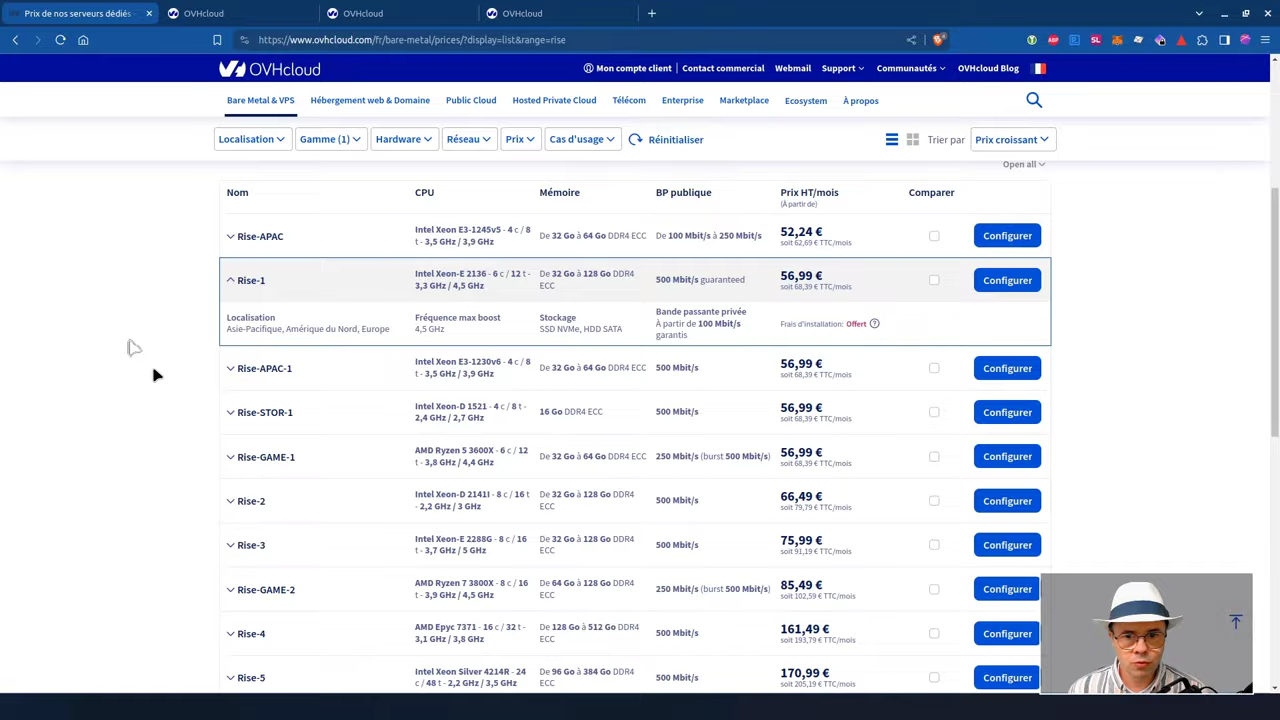 Prix de nos serveurs dédiés -
OVHcloud
OVHcloud
OVHcloud
https://www.ovhcloud.com/fr/bare-metal/prices/?display=list&range=rise
OVHcloud
Mon compte client
Contact commercial
Webmail
Support
Communautés
OVHcloud Blog
Bare Metal & VPS
Hébergement web & Domaine
Public Cloud
Hosted Private Cloud
Télécom
Enterprise
Marketplace
Ecosystem
À propos
Localisation
Gamme (1)
Hardware
Réseau
Prix
Cas d'usage
Réinitialiser
Trier par
Prix croissant
Open all
Nom
CPU
Mémoire
BP publique
Prix HT/mois
(À partir de)
Comparer
Rise-APAC
Intel Xeon E3-1245v5 - 4 c / 8
t - 3,5 GHz / 3,9 GHz
De 32 Go à 64 Go DDR4 ECC
De 100 Mbit/s à 250 Mbit/s
52,24 €
soit 62,69 € TTC/mois
Configurer
Rise-1
Intel Xeon-E 2136 - 6 c / 12 t -
3,3 GHz / 4,5 GHz
De 32 Go à 128 Go DDR4
ECC
500 Mbit/s guaranteed
56,99 €
soit 68,39 € TTC/mois
Configurer
Localisation
Asie-Pacifique, Amérique du Nord, Europe
Fréquence max boost
4,5 GHz
Stockage
SSD NVMe, HDD SATA
Bande passante privée
À partir de 100 Mbit/s
garantis
Frais d'installation: Offert
Rise-APAC-1
Intel Xeon E3-1230v6 - 4 c / 8
t - 3,5 GHz / 3,9 GHz
De 32 Go à 64 Go DDR4 ECC
500 Mbit/s
56,99 €
soit 68,39 € TTC/mois
Configurer
Rise-STOR-1
Intel Xeon-D 1521 - 4 c / 8 t -
2,4 GHz / 2,7 GHz
16 Go DDR4 ECC
500 Mbit/s
56,99 €
soit 68,39 € TTC/mois
Configurer
Rise-GAME-1
AMD Ryzen 5 3600X - 6 c / 12
t - 3,8 GHz / 4,4 GHz
De 32 Go à 64 Go DDR4 ECC
250 Mbit/s (burst 500 Mbit/s)
56,99 €
soit 68,39 € TTC/mois
Configurer
Rise-2
Intel Xeon-D 2141I - 8 c / 16 t
- 2,2 GHz / 3 GHz
De 32 Go à 128 Go DDR4
ECC
500 Mbit/s
66,49 €
soit 79,79 € TTC/mois
Configurer
Rise-3
Intel Xeon-E 2288G - 8 c / 16
t - 3,7 GHz / 5 GHz
De 32 Go à 128 Go DDR4
ECC
500 Mbit/s
75,99 €
soit 91,19 € TTC/mois
Configurer
Rise-GAME-2
AMD Ryzen 7 3800X - 8 c / 16
t - 3,9 GHz / 4,5 GHz
De 64 Go à 128 Go DDR4
ECC
250 Mbit/s (burst 500 Mbit/s)
85,49 €
soit 102,59 € TTC/mois
Configurer
Rise-4
AMD Epyc 7371 - 16 c / 32 t -
3,1 GHz / 3,8 GHz
De 128 Go à 512 Go DDR4
ECC
500 Mbit/s
161,49 €
soit 193,79 € TTC/mois
Configurer
Rise-5
Intel Xeon Silver 4214R - 24
c / 48 t - 2,2 GHz / 3,5 GHz
De 96 Go à 384 Go DDR4
ECC
500 Mbit/s
170,99 €
soit 205,19 € TTC/mois
Configurer